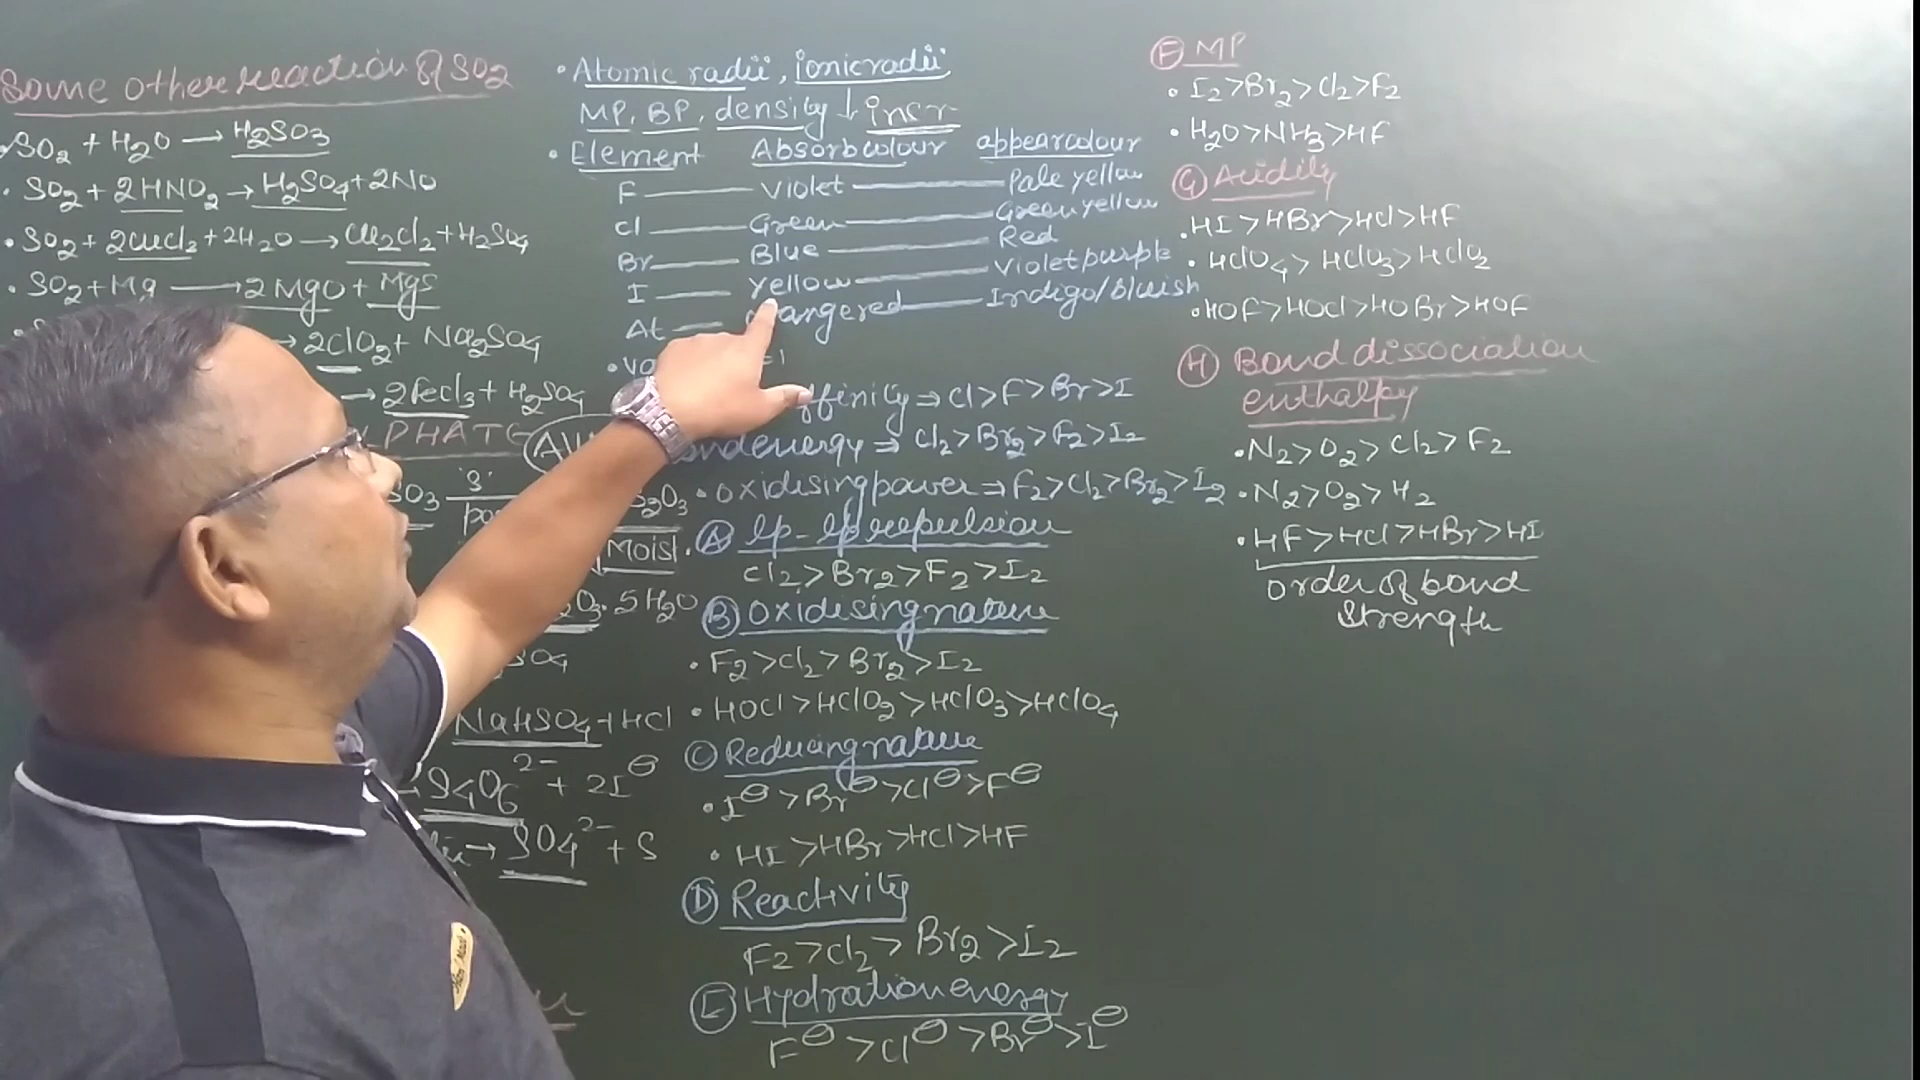 Some other reaction of SO2
• SO2 + H2O → H2SO3
• SO2 + 2HNO2 → H2SO4 + 2NO
• SO2 + 2CuCl2 + 2H2O → Cu2Cl2 + H2SO4
• SO2 + Mg → 2MgO + MgS
→ 2ClO2 + Na2SO4
→ 2FeCl3 + H2SO4
PHATE
SO3
S2O3
Moist.
O3.5H2O
SO4
NaHSO4 + HCl
S4O6²⁻ + 2I⊖
→ SO4²⁻ + S
• Atomic radii, ionic radii
MP, BP, density ↓ incr
• Element Absorb colour appear colour
F — Violet — Pale yellow
Cl — Green — Green yellow
Br — Blue — Red
I — Yellow — Violet purple
At — orange red — Indigo/bluish
ffinity ⇒ Cl>F>Br>I
ond energy ⇒ Cl2>Br2>F2>I2
• Oxidising power ⇒ F2>Cl2>Br2>I2
Ⓐ lp-lp repulsion
Cl2>Br2>F2>I2
Ⓑ Oxidising nature
• F2>Cl2>Br2>I2
• HOCl>HClO2>HClO3>HClO4
Ⓒ Reducing nature
• I⊖>Br⊖>Cl⊖>F⊖
• HI>HBr>HCl>HF
Ⓓ Reactivity
F2>Cl2>Br2>I2
Ⓔ Hydration energy
F⊖>Cl⊖>Br⊖>I⊖
Ⓕ MP
• I2>Br2>Cl2>F2
• H2O>NH3>HF
Ⓖ Acidity
• HI>HBr>HCl>HF
• HClO4>HClO3>HClO2
• HOF>HOCl>HOBr>HOF
Ⓗ Bond dissociation
enthalpy
• N2>O2>Cl2>F2
• N2>O2>H2
• HF>HCl>HBr>HI
Order of bond
Strength